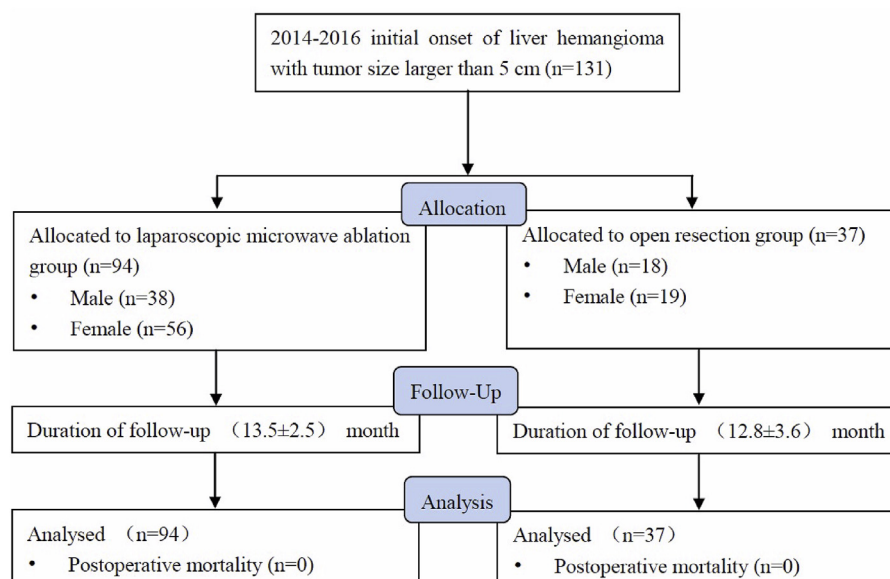 2014-2016 initial onset of liver hemangioma
with tumor size larger than 5 cm (n=131)
Allocation
Allocated to laparoscopic microwave ablation
group (n=94)
• Male (n=38)
• Female (n=56)
Allocated to open resection group (n=37)
• Male (n=18)
• Female (n=19)
Follow-Up
Duration of follow-up （13.5±2.5） month
Duration of follow-up （12.8±3.6） month
Analysis
Analysed （n=94）
• Postoperative mortality (n=0)
Analysed （n=37）
• Postoperative mortality (n=0)